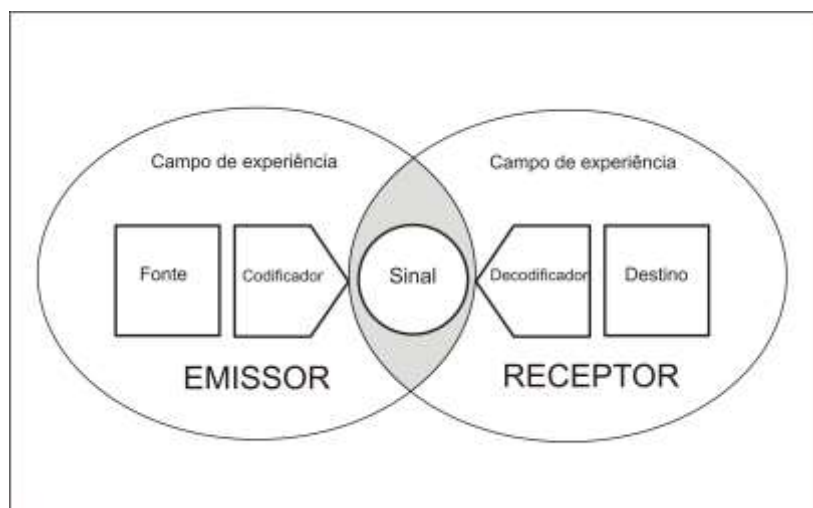 Campo de experiência
Campo de experiência
Fonte
Codificador
Sinal
Decodificador
Destino
EMISSOR
RECEPTOR